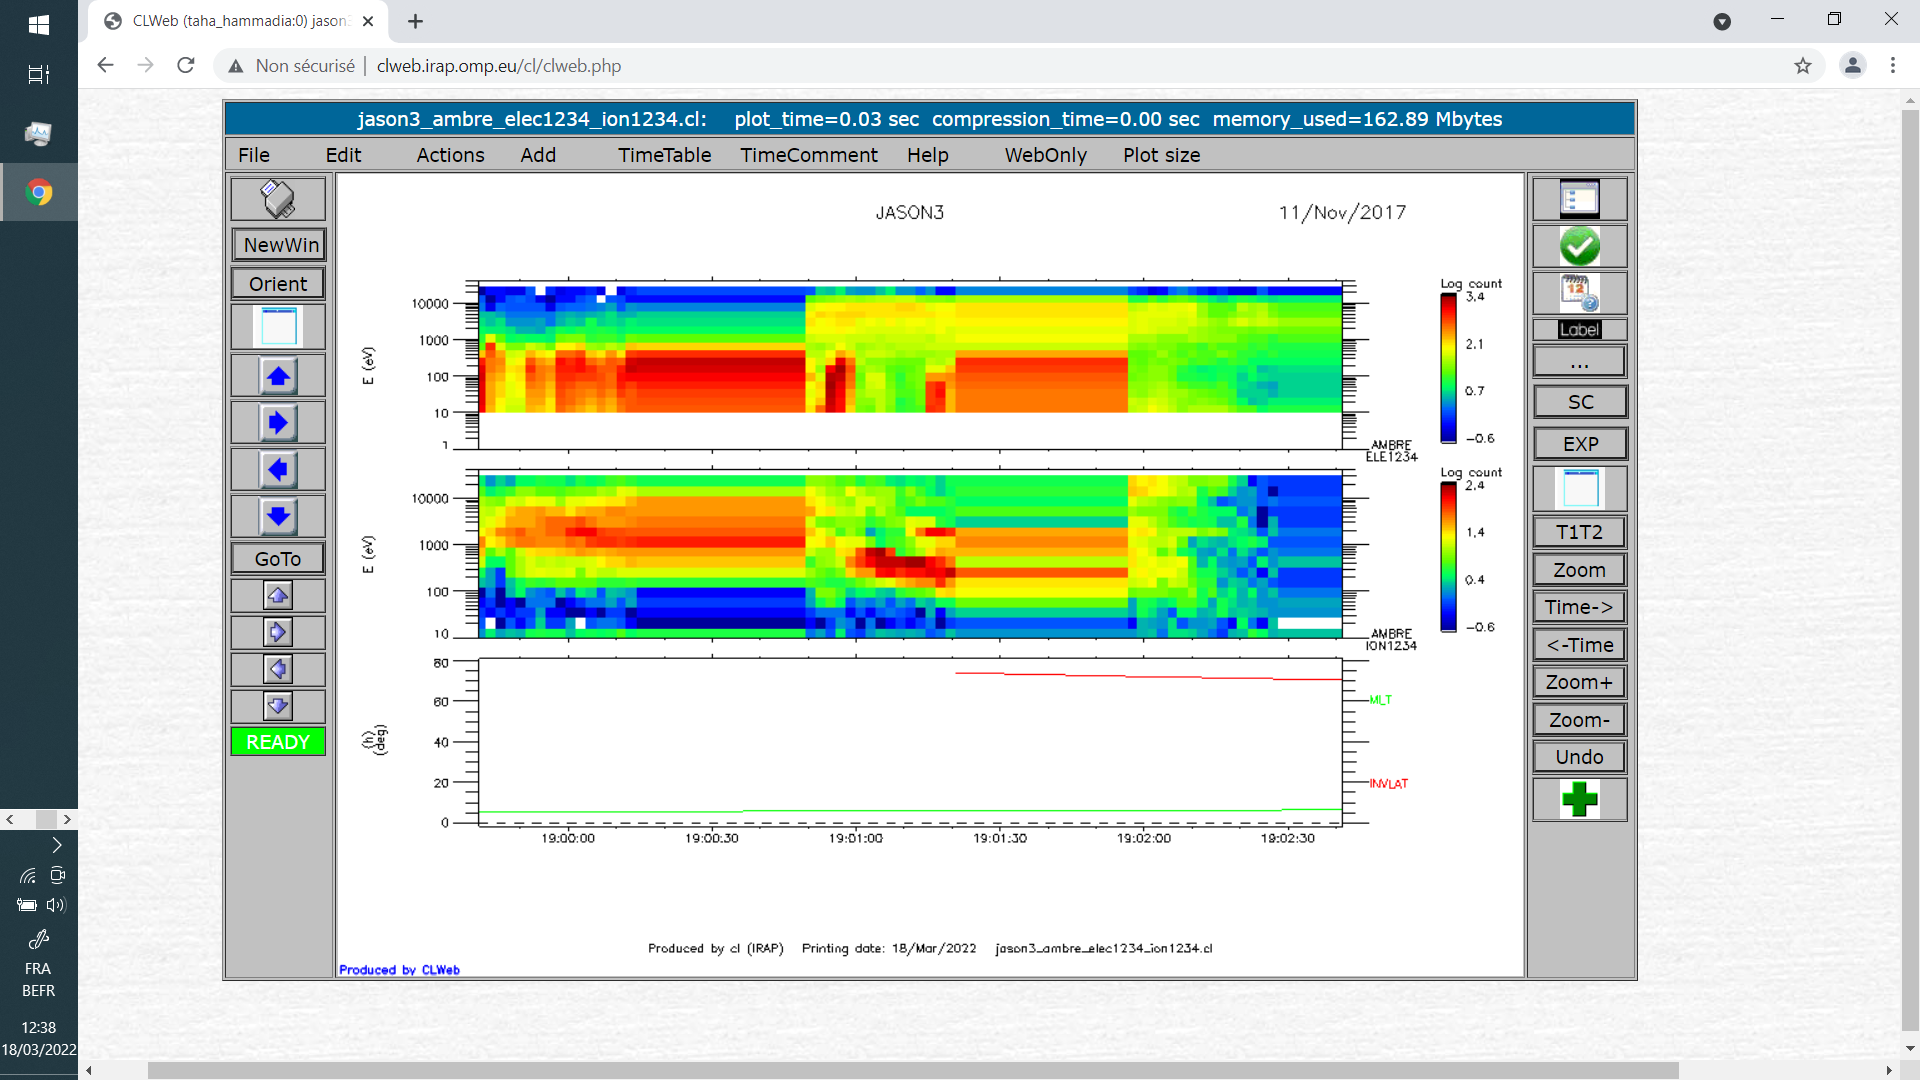 CLWeb (taha_hammadia:0) jason3
Non sécurisé | clweb.irap.omp.eu/cl/clweb.php
jason3_ambre_elec1234_ion1234.cl: plot_time=0.03 sec compression_time=0.00 sec memory_used=162.89 Mbytes
File Edit Actions Add TimeTable TimeComment Help WebOnly Plot size
NewWin
Orient
GoTo
READY
JASON3 11/Nov/2017
Log count
3.4
2.1
0.7
-0.6
E (eV)
10000
1000
100
10
1
AMBRE
ELE1234
Log count
2.4
1.4
0.4
-0.6
E (eV)
10000
1000
100
10
AMBRE
ION1234
(h)
(deg)
80
60
40
20
0
MLT
INVLAT
19:00:00 19:00:30 19:01:00 19:01:30 19:02:00 19:02:30
Produced by cl (IRAP) Printing date: 18/Mar/2022 jason3_ambre_elec1234_ion1234.cl
Produced by CLWeb
12
Label
...
SC
EXP
T1T2
Zoom
Time->
<-Time
Zoom+
Zoom-
Undo
FRA
BEFR
12:38
18/03/2022